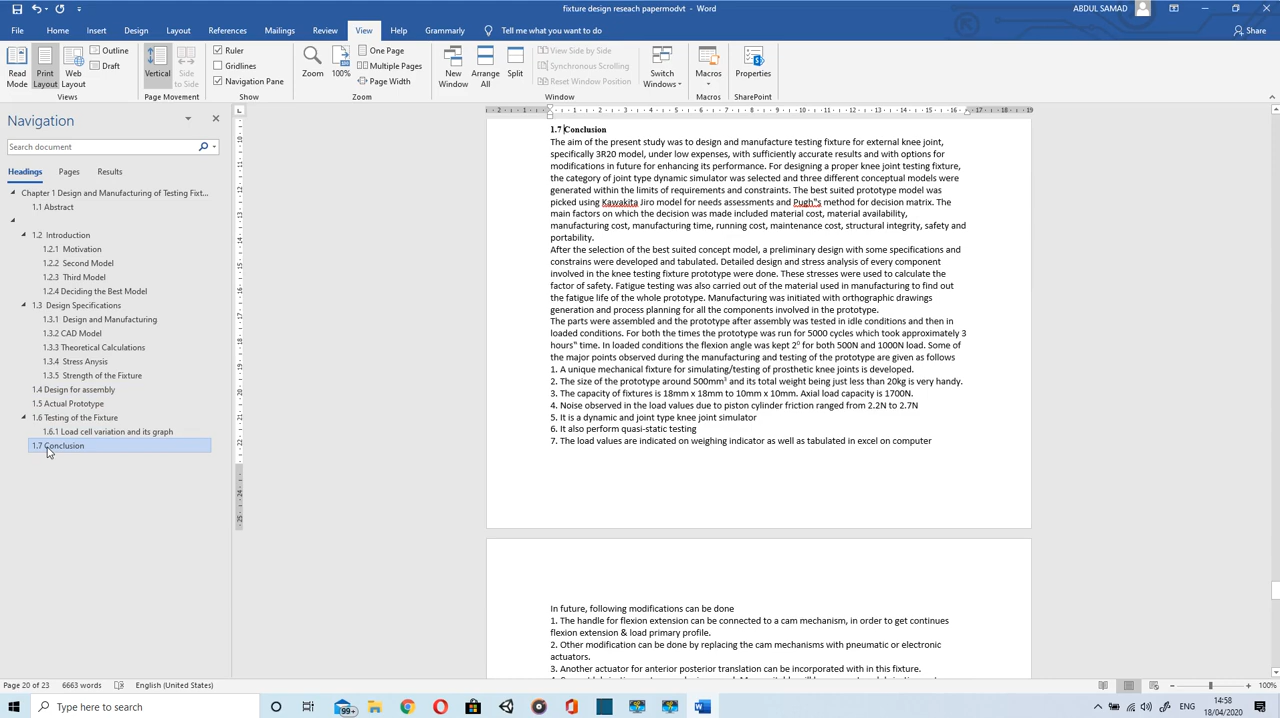 fixture design reseach papermodvt - Word
ABDUL SAMAD
File Home Insert Design Layout References Mailings Review View Help Grammarly Tell me what you want to do Share
Read Mode
Print Layout
Web Layout
Outline
Draft
Views
Vertical
Side to Side
Page Movement
Ruler
Gridlines
Navigation Pane
Show
Zoom
100%
One Page
Multiple Pages
Page Width
Zoom
New Window
Arrange All
Split
View Side by Side
Synchronous Scrolling
Reset Window Position
Window
Switch Windows
Macros
Macros
Properties
SharePoint
Navigation
Search document
Headings Pages Results
Chapter 1 Design and Manufacturing of Testing Fixt...
1.1 Abstract
1.2 Introduction
1.2.1 Motivation
1.2.2 Second Model
1.2.3 Third Model
1.2.4 Deciding the Best Model
1.3 Design Specifications
1.3.1 Design and Manufacturing
1.3.2 CAD Model
1.3.3 Theoretical Calculations
1.3.4 Stress Anysis
1.3.5 Strength of the Fixture
1.4 Design for assembly
1.5 Actual Prototype
1.6 Testing of the Fixture
1.6.1 Load cell variation and its graph
1.7 Conclusion
1.7 Conclusion
The aim of the present study was to design and manufacture testing fixture for external knee joint,
specifically 3R20 model, under low expenses, with sufficiently accurate results and with options for
modifications in future for enhancing its performance. For designing a proper knee joint testing fixture,
the category of joint type dynamic simulator was selected and three different conceptual models were
generated within the limits of requirements and constraints. The best suited prototype model was
picked using Kawakita Jiro model for needs assessments and Pugh"s method for decision matrix. The
main factors on which the decision was made included material cost, material availability,
manufacturing cost, manufacturing time, running cost, maintenance cost, structural integrity, safety and
portability.
After the selection of the best suited concept model, a preliminary design with some specifications and
constrains were developed and tabulated. Detailed design and stress analysis of every component
involved in the knee testing fixture prototype were done. These stresses were used to calculate the
factor of safety. Fatigue testing was also carried out of the material used in manufacturing to find out
the fatigue life of the whole prototype. Manufacturing was initiated with orthographic drawings
generation and process planning for all the components involved in the prototype.
The parts were assembled and the prototype after assembly was tested in idle conditions and then in
loaded conditions. For both the times the prototype was run for 5000 cycles which took approximately 3
hours" time. In loaded conditions the flexion angle was kept 2⁰ for both 500N and 1000N load. Some of
the major points observed during the manufacturing and testing of the prototype are given as follows
1. A unique mechanical fixture for simulating/testing of prosthetic knee joints is developed.
2. The size of the prototype around 500mm³ and its total weight being just less than 20kg is very handy.
3. The capacity of fixtures is 18mm x 18mm to 10mm x 10mm. Axial load capacity is 1700N.
4. Noise observed in the load values due to piston cylinder friction ranged from 2.2N to 2.7N
5. It is a dynamic and joint type knee joint simulator
6. It also perform quasi-static testing
7. The load values are indicated on weighing indicator as well as tabulated in excel on computer
In future, following modifications can be done
1. The handle for flexion extension can be connected to a cam mechanism, in order to get continues
flexion extension & load primary profile.
2. Other modification can be done by replacing the cam mechanisms with pneumatic or electronic
actuators.
3. Another actuator for anterior posterior translation can be incorporated with in this fixture.
Page 20 of 23 6663 words English (United States) 100%
Type here to search
99+
ENG
14:58
18/04/2020